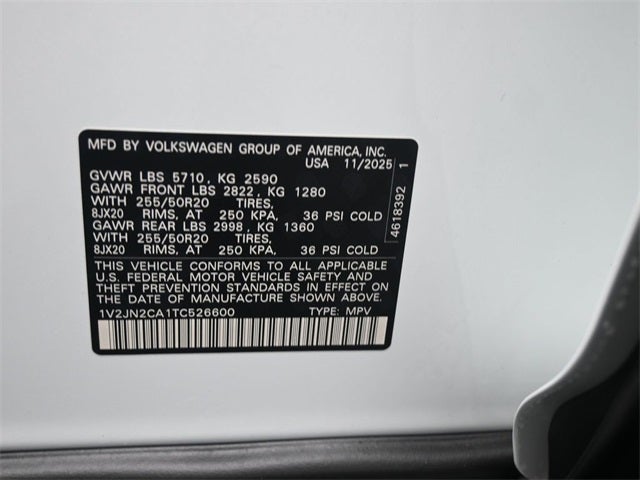 MFD BY VOLKSWAGEN GROUP OF AMERICA, INC.
USA 11/2025
GVWR LBS 5710, KG 2590
GAWR FRONT LBS 2822, KG 1280
WITH 255/50R20 TIRES,
8JX20 RIMS, AT 250 KPA, 36 PSI COLD
GAWR REAR LBS 2998, KG 1360
WITH 255/50R20 TIRES,
8JX20 RIMS, AT 250 KPA, 36 PSI COLD
THIS VEHICLE CONFORMS TO ALL APPLICABLE
U.S. FEDERAL MOTOR VEHICLE SAFETY AND
THEFT PREVENTION STANDARDS IN EFFECT ON
THE DATE OF MANUFACTURE SHOWN ABOVE.
1V2JN2CA1TC526600 TYPE: MPV
4618392 1